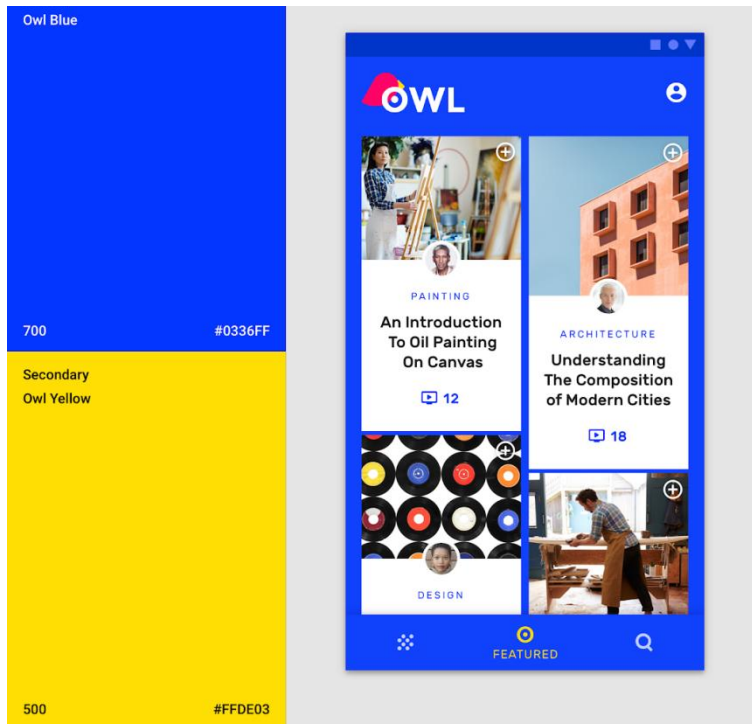 Owl Blue
700 #0336FF
Secondary
Owl Yellow
500 #FFDE03
OWL
PAINTING
An Introduction
To Oil Painting
On Canvas
12
ARCHITECTURE
Understanding
The Composition
of Modern Cities
18
DESIGN
FEATURED